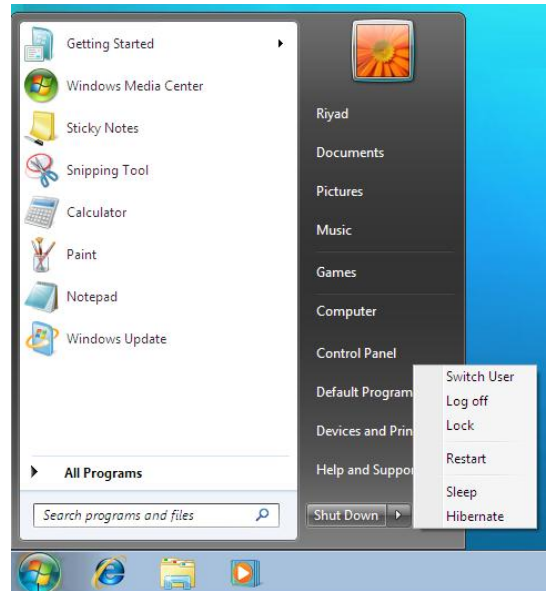 Getting Started
Windows Media Center
Sticky Notes
Snipping Tool
Calculator
Paint
Notepad
Windows Update
All Programs
Search programs and files
Riyad
Documents
Pictures
Music
Games
Computer
Control Panel
Default Program
Devices and Prin
Help and Suppo
Shut Down
Switch User
Log off
Lock
Restart
Sleep
Hibernate